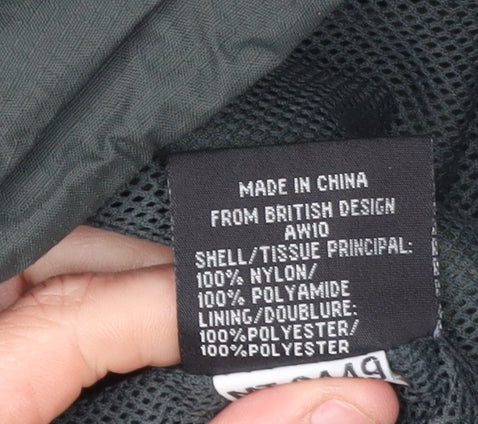 MADE IN CHINA
FROM BRITISH DESIGN
AW10
SHELL/TISSUE PRINCIPAL:
100% NYLON/
100% POLYAMIDE
LINING/DOUBLURE:
100%POLYESTER/
100%POLYESTER